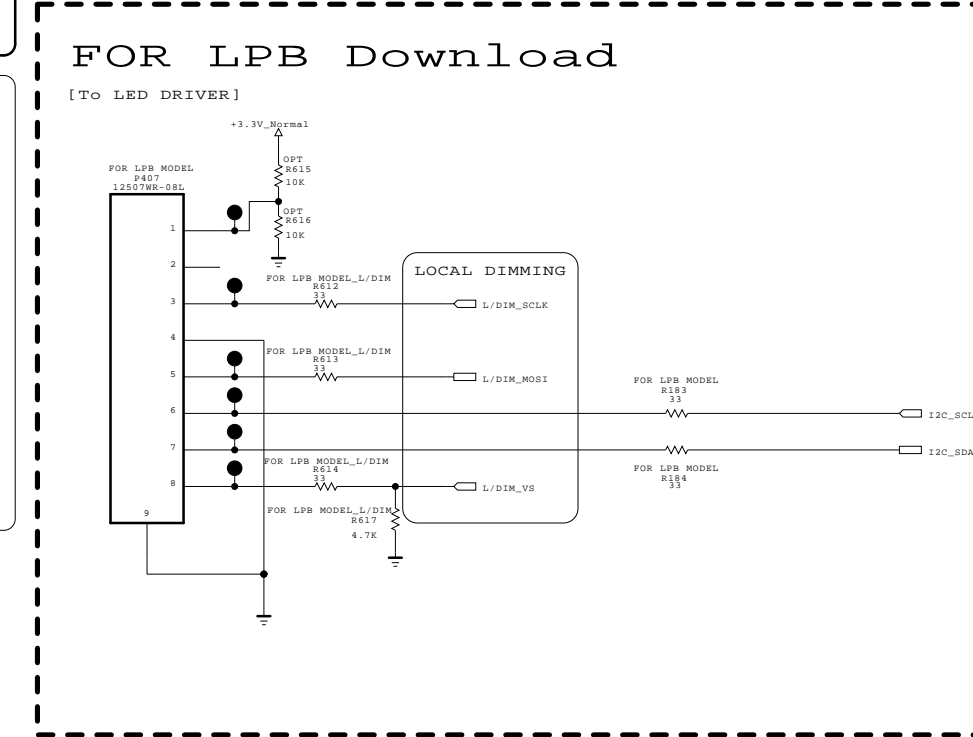 FOR LPB Download
[To LED DRIVER]
+3.3V_Normal
OPT
R615
10K
FOR LPB MODEL
P407
12507WR-08L
OPT
R616
10K
1
2
3
4
5
6
7
8
9
LOCAL DIMMING
FOR LPB MODEL_L/DIM
R612
33
L/DIM_SCLK
FOR LPB MODEL_L/DIM
R613
33
L/DIM_MOSI
FOR LPB MODEL
R183
33
I2C_SCL
I2C_SDA
FOR LPB MODEL
R184
33
FOR LPB MODEL_L/DIM
R614
33
L/DIM_VS
FOR LPB MODEL_L/DIM
R617
4.7K